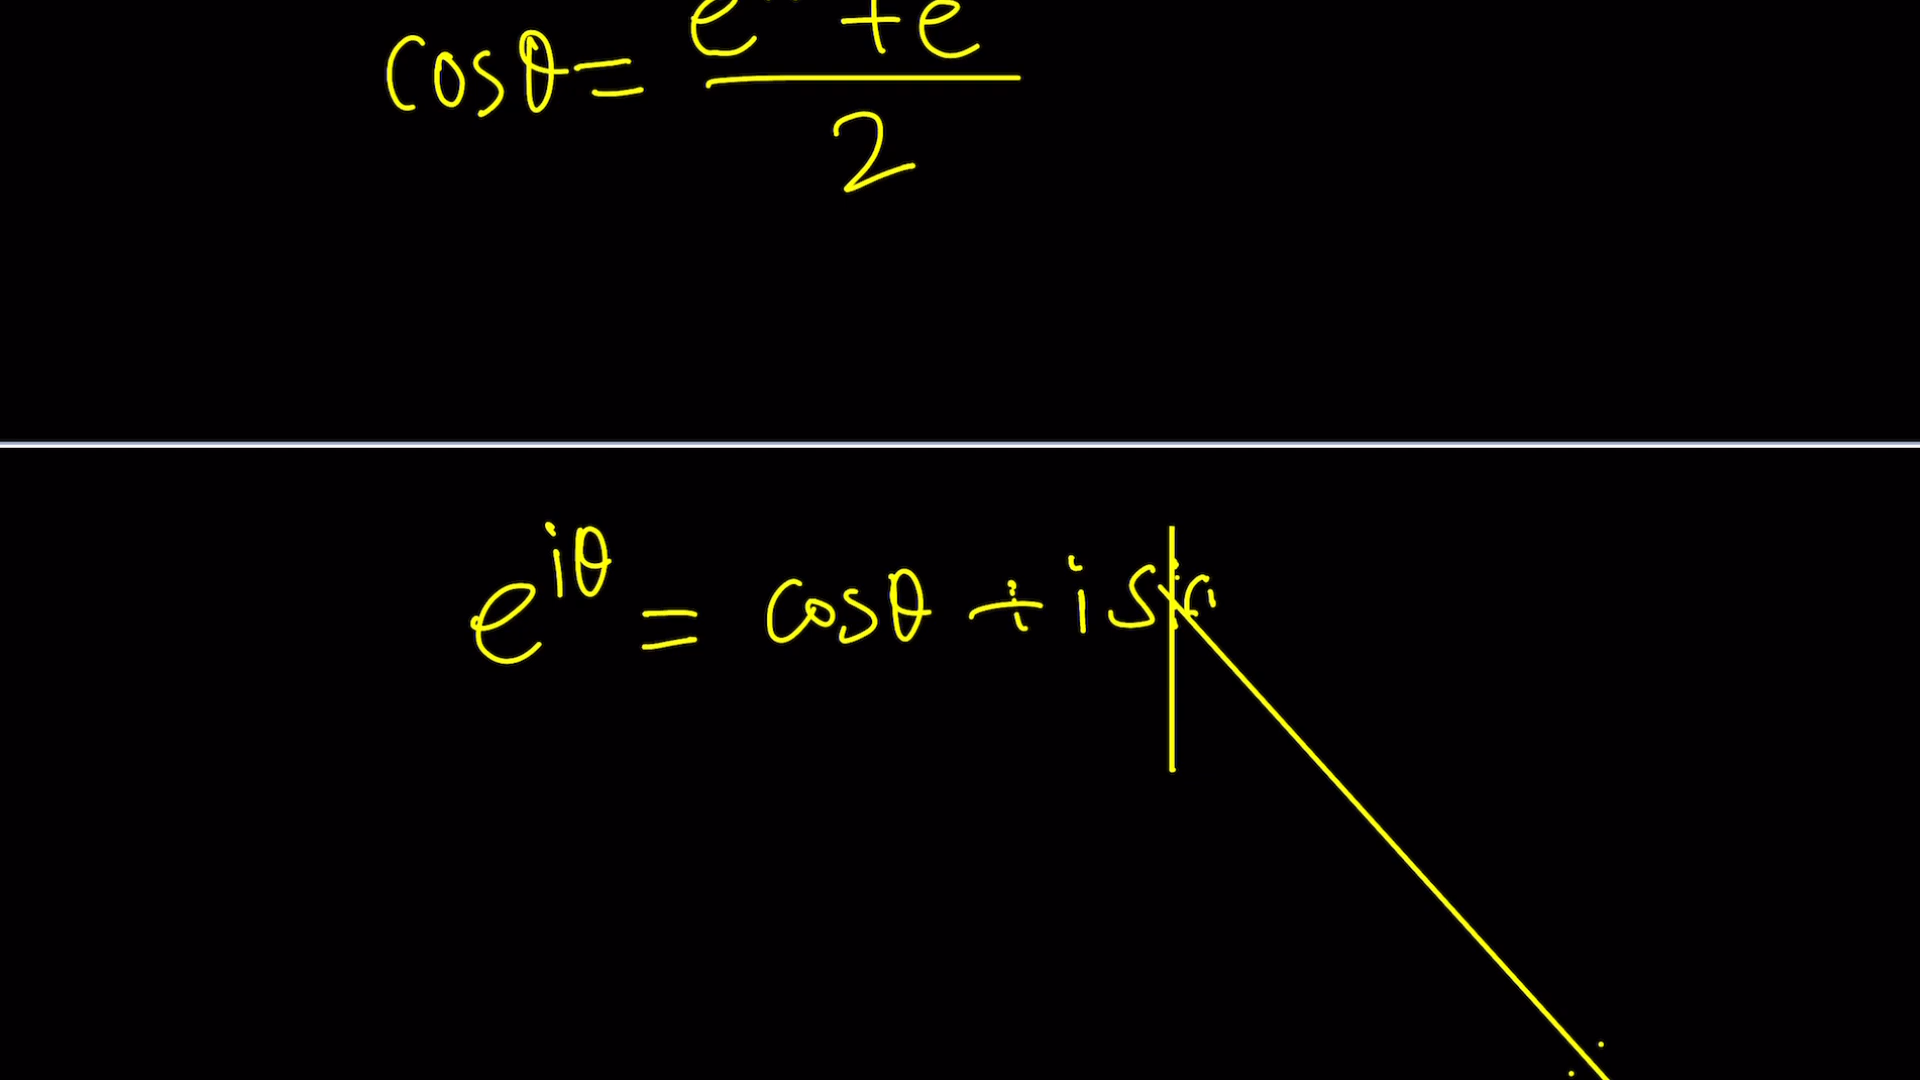 cosθ = e + e
2
e^iθ = cosθ + i s